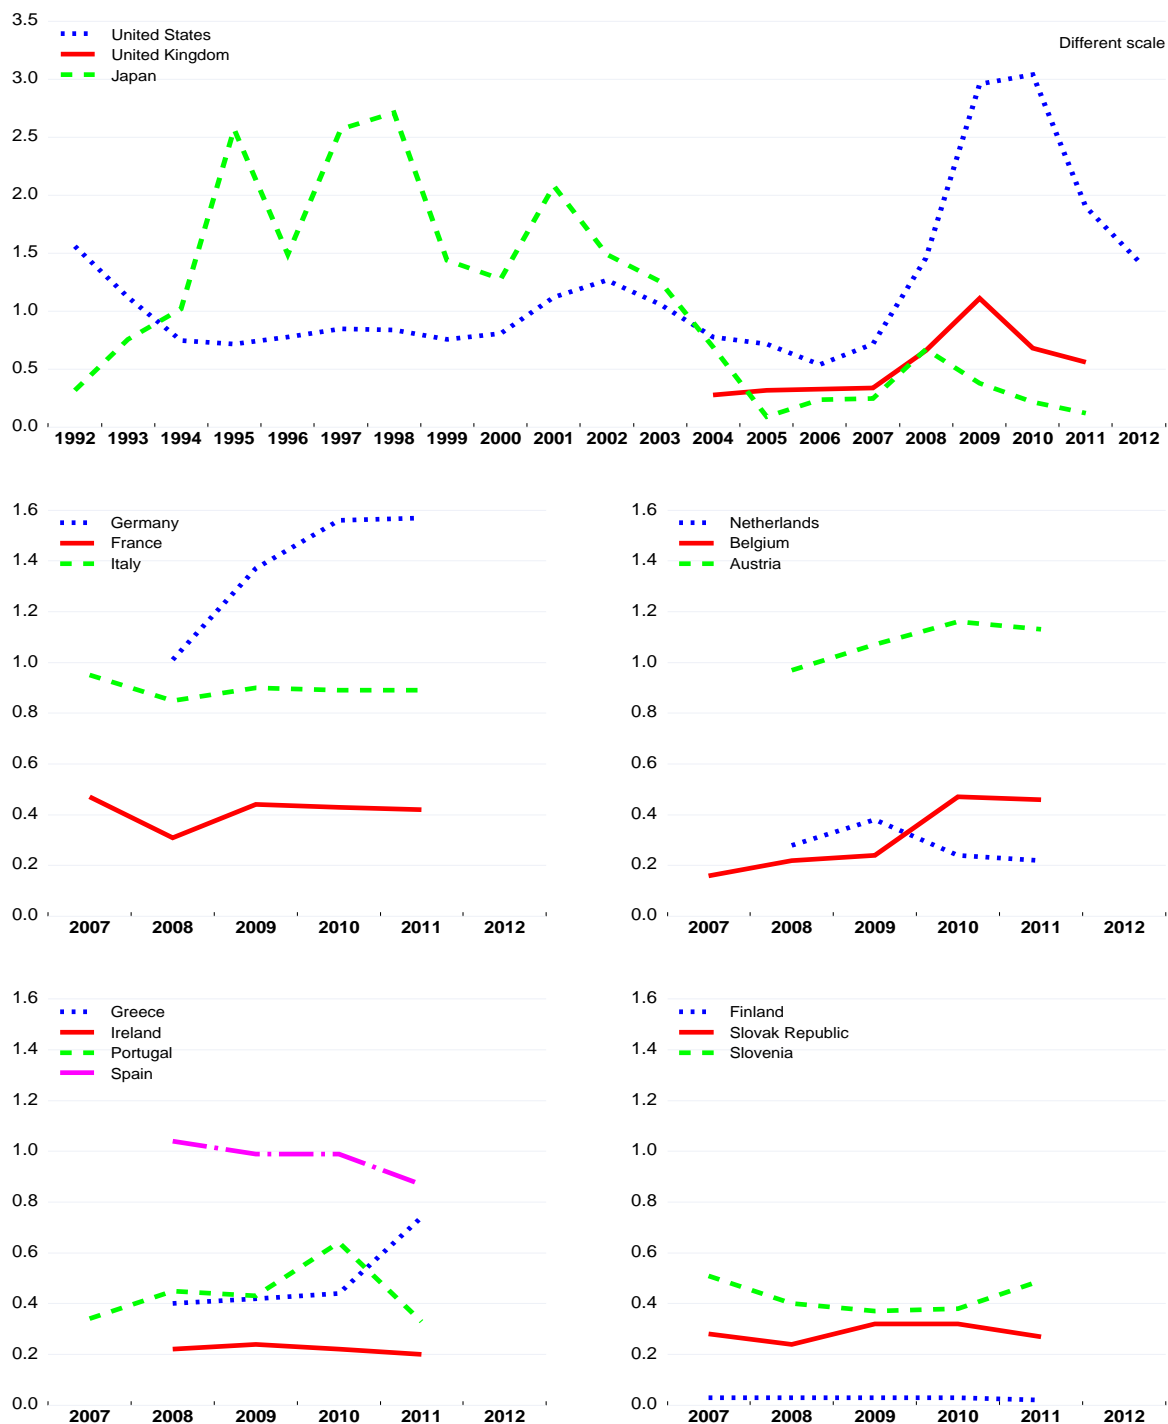 3.5
United States
United Kingdom
Japan
Different scale
3.0
2.5
2.0
1.5
1.0
0.5
0.0
1992 1993 1994 1995 1996 1997 1998 1999 2000 2001 2002 2003 2004 2005 2006 2007 2008 2009 2010 2011 2012
1.6
Germany
France
Italy
1.4
1.2
1.0
0.8
0.6
0.4
0.2
0.0
2007 2008 2009 2010 2011 2012
1.6
Netherlands
Belgium
Austria
1.4
1.2
1.0
0.8
0.6
0.4
0.2
0.0
2007 2008 2009 2010 2011 2012
1.6
Greece
Ireland
Portugal
Spain
1.4
1.2
1.0
0.8
0.6
0.4
0.2
0.0
2007 2008 2009 2010 2011 2012
1.6
Finland
Slovak Republic
Slovenia
1.4
1.2
1.0
0.8
0.6
0.4
0.2
0.0
2007 2008 2009 2010 2011 2012